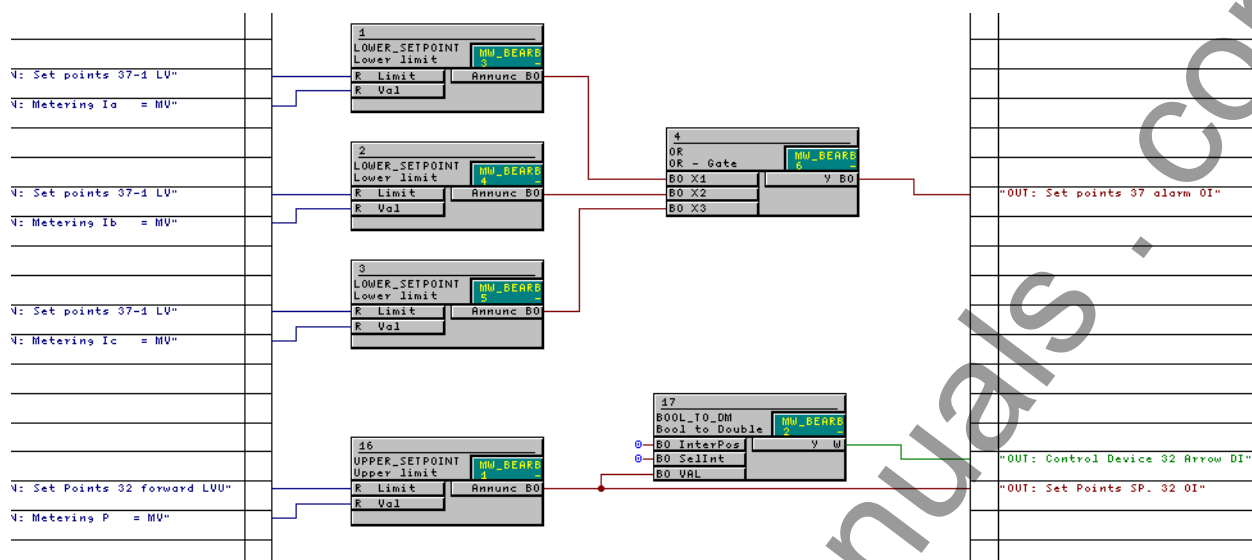 1
LOWER_SETPOINT
Lower limit
MW_BEARB
3 -
R Limit
Annunc BO
R Val
N: Set points 37-1 LV"
N: Metering Ia = MV"
2
LOWER_SETPOINT
Lower limit
MW_BEARB
4 -
R Limit
Annunc BO
R Val
N: Set points 37-1 LV"
N: Metering Ib = MV"
3
LOWER_SETPOINT
Lower limit
MW_BEARB
5 -
R Limit
Annunc BO
R Val
N: Set points 37-1 LV"
N: Metering Ic = MV"
4
OR
OR - Gate
MW_BEARB
6 -
BO X1
Y BO
BO X2
BO X3
"OUT: Set points 37 alarm OI"
16
UPPER_SETPOINT
Upper limit
MW_BEARB
1 -
R Limit
Annunc BO
R Val
N: Set Points 32 forward LVU"
N: Metering P = MV"
17
BOOL_TO_DM
Bool to Double
MW_BEARB
2 -
0
BO InterPos
Y W
0
BO SelInt
BO VAL
"OUT: Control Device 32 Arrow DI"
"OUT: Set Points SP. 32 OI"
nuals . co